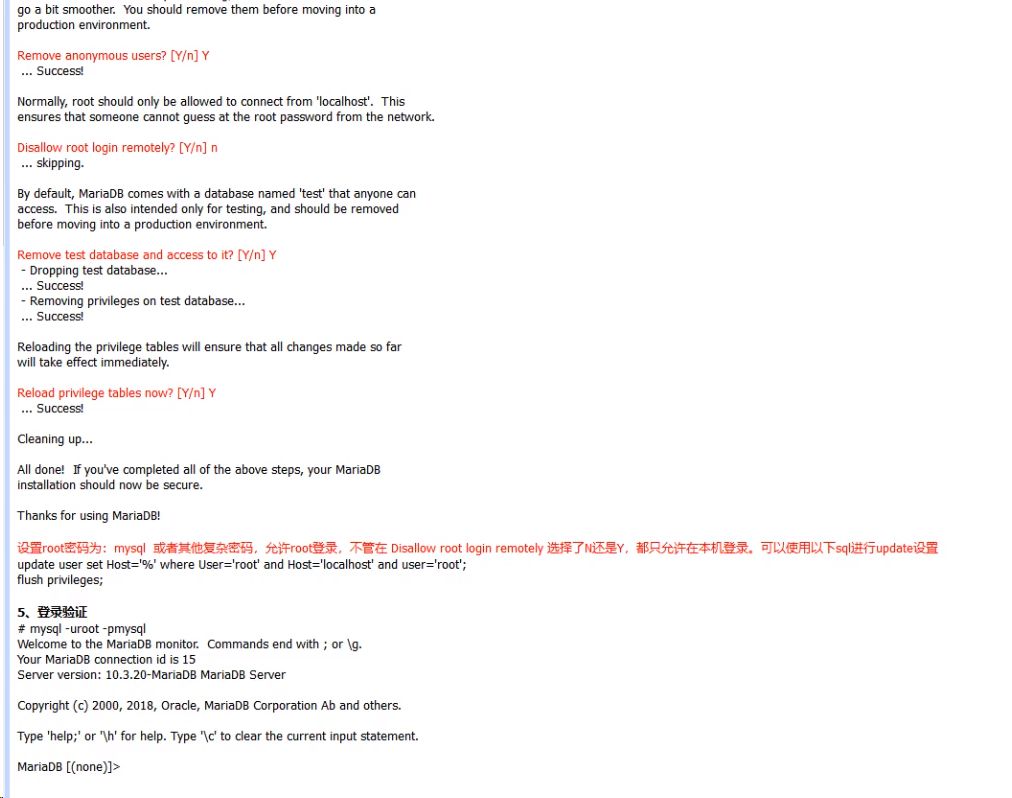 go a bit smoother.  You should remove them before moving into a
production environment.
Remove anonymous users? [Y/n] Y
... Success!
Normally, root should only be allowed to connect from 'localhost'.  This
ensures that someone cannot guess at the root password from the network.
Disallow root login remotely? [Y/n] n
... skipping.
By default, MariaDB comes with a database named 'test' that anyone can
access.  This is also intended only for testing, and should be removed
before moving into a production environment.
Remove test database and access to it? [Y/n] Y
- Dropping test database...
... Success!
- Removing privileges on test database...
... Success!
Reloading the privilege tables will ensure that all changes made so far
will take effect immediately.
Reload privilege tables now? [Y/n] Y
... Success!
Cleaning up...
All done!  If you've completed all of the above steps, your MariaDB
installation should now be secure.
Thanks for using MariaDB!
设置root密码为：mysql  或者其他复杂密码，允许root登录，不管在 Disallow root login remotely 选择了N还是Y，都只允许在本机登录。可以使用以下sql进行update设置
update user set Host='%' where User='root' and Host='localhost' and user='root';
flush privileges;
5、登录验证
# mysql -uroot -pmysql
Welcome to the MariaDB monitor.  Commands end with ; or \g.
Your MariaDB connection id is 15
Server version: 10.3.20-MariaDB MariaDB Server
Copyright (c) 2000, 2018, Oracle, MariaDB Corporation Ab and others.
Type 'help;' or '\h' for help. Type '\c' to clear the current input statement.
MariaDB [(none)]>